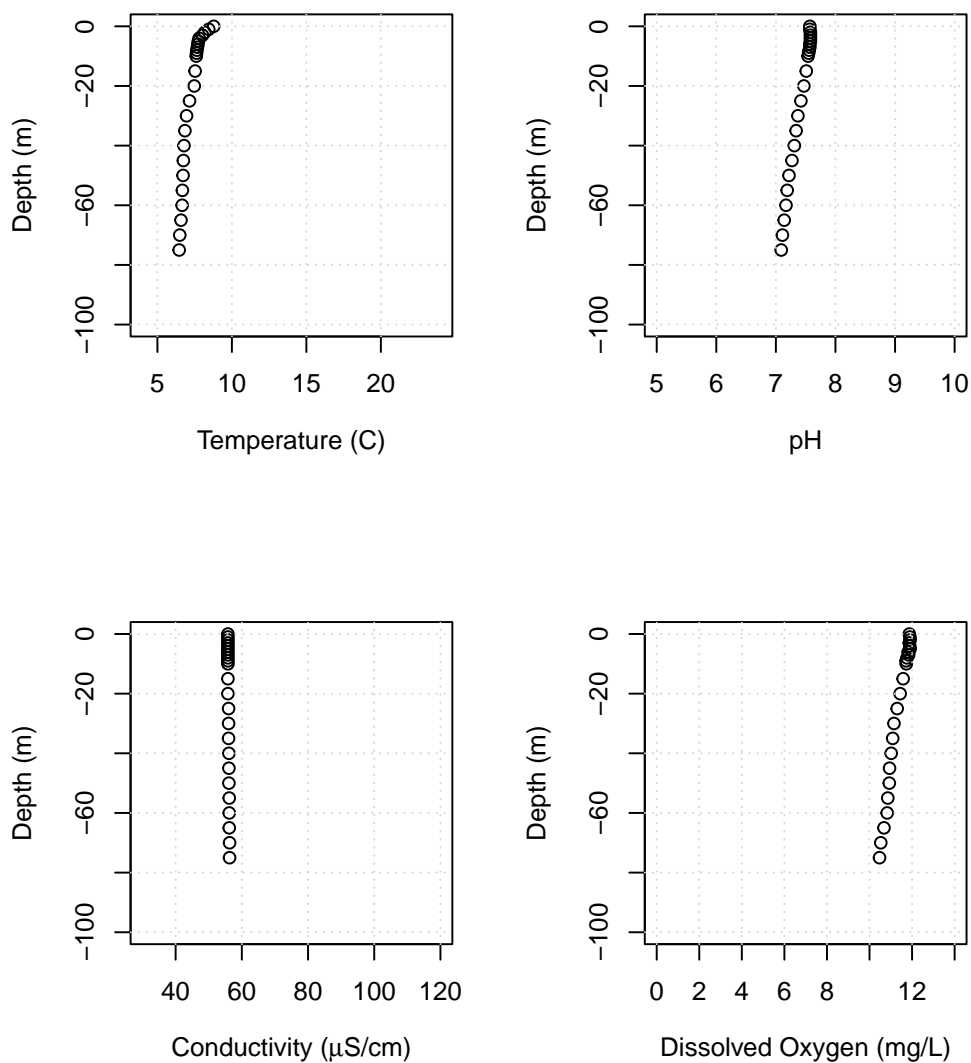 0
−20
−60
−100
Depth (m)
5 10 15 20
Temperature (C)
0
−20
−60
−100
Depth (m)
5 6 7 8 9 10
pH
0
−20
−60
−100
Depth (m)
40 60 80 100 120
Conductivity (µS/cm)
0
−20
−60
−100
Depth (m)
0 2 4 6 8 12
Dissolved Oxygen (mg/L)